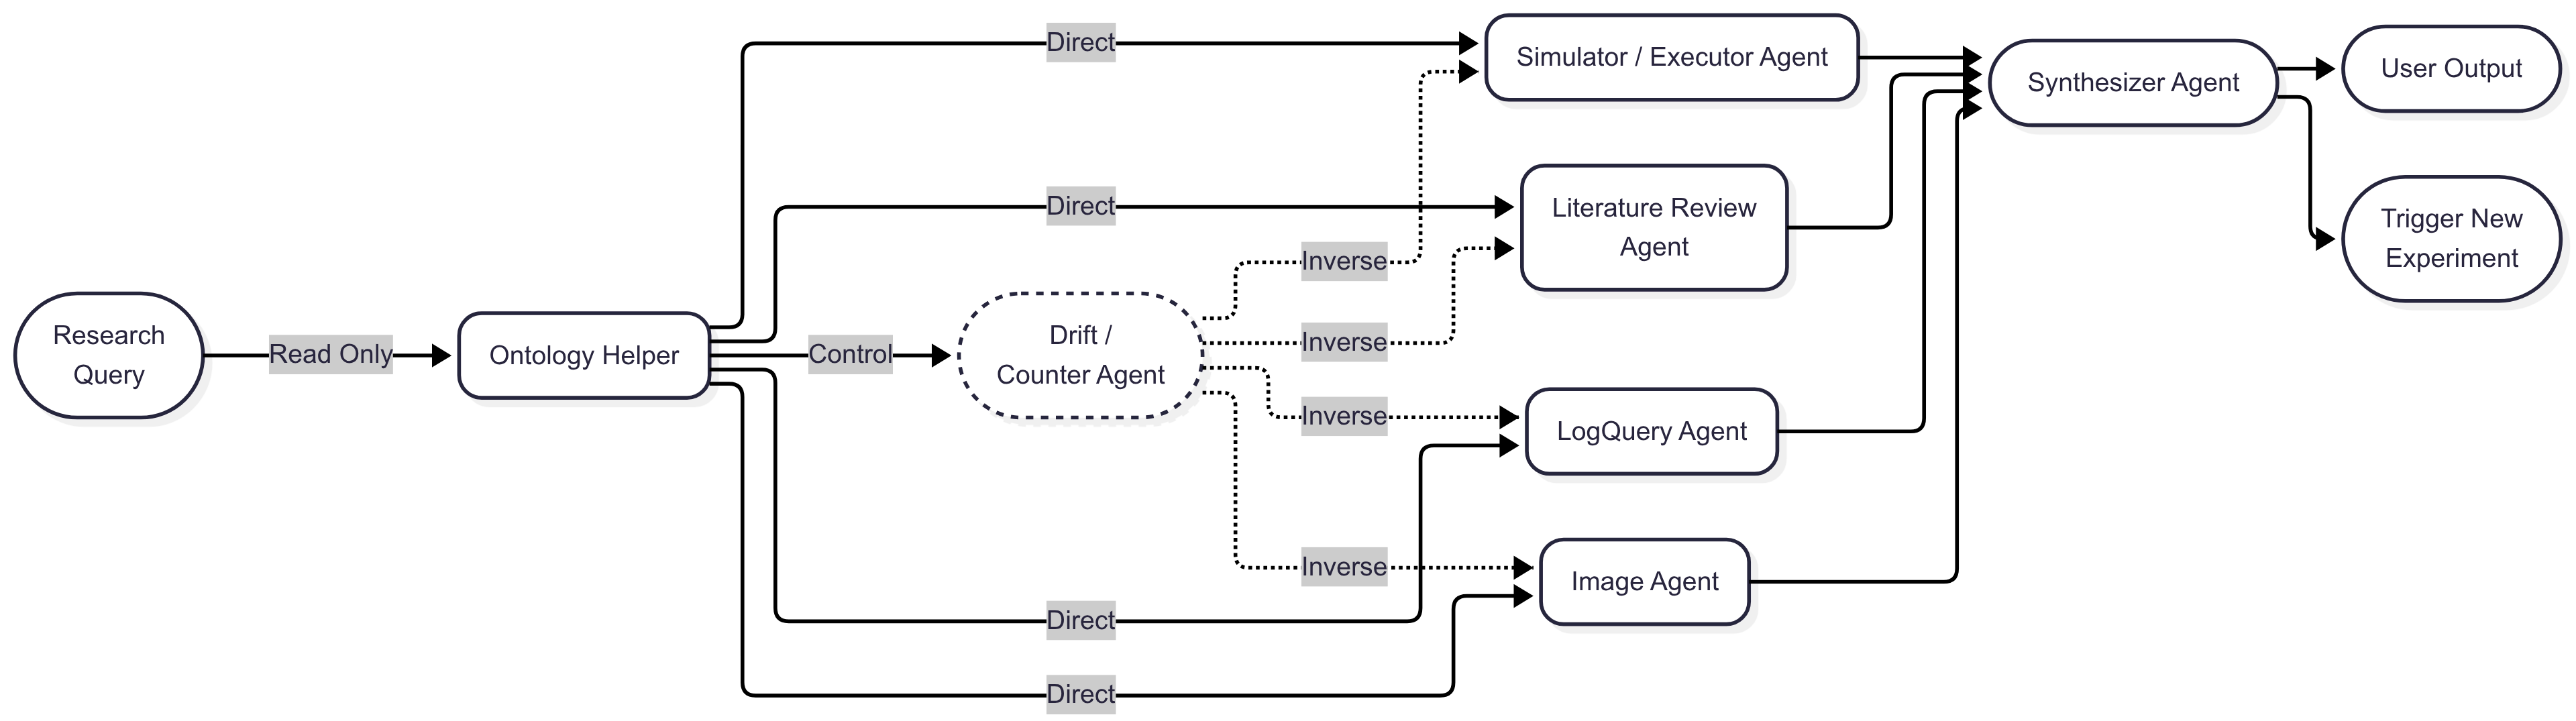 Research
Query
Read Only
Ontology Helper
Direct
Direct
Control
Direct
Direct
Drift /
Counter Agent
Inverse
Inverse
Inverse
Inverse
Simulator / Executor Agent
Literature Review
Agent
LogQuery Agent
Image Agent
Synthesizer Agent
User Output
Trigger New
Experiment